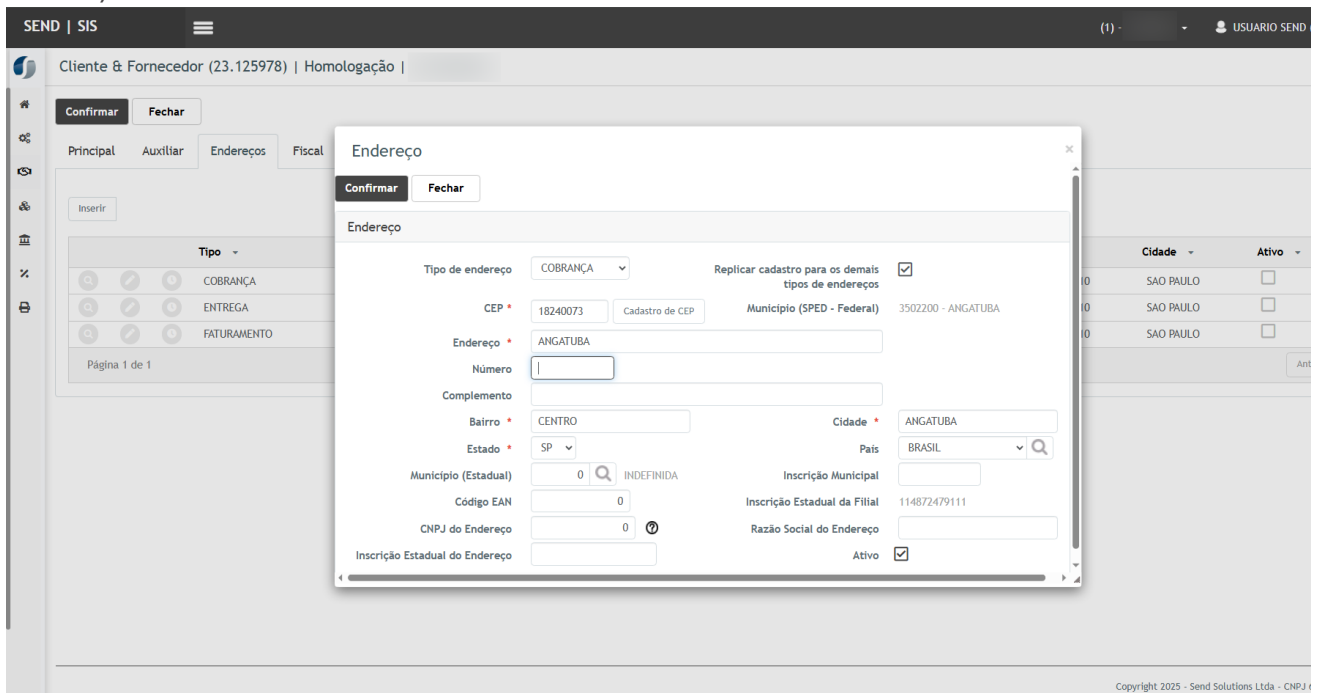 SEND | SIS
(1) -
USUARIO SEND
Cliente & Fornecedor (23.125978) | Homologação |
Confirmar
Fechar
Principal
Auxiliar
Endereços
Fiscal
Inserir
Tipo
Cidade
Ativo
COBRANÇA
10
SAO PAULO
ENTREGA
10
SAO PAULO
FATURAMENTO
10
SAO PAULO
Página 1 de 1
Ant
Endereço
×
Confirmar
Fechar
Endereço
Tipo de endereço
COBRANÇA
Replicar cadastro para os demais
tipos de endereços
CEP *
18240073
Cadastro de CEP
Município (SPED - Federal)
3502200 - ANGATUBA
Endereço *
ANGATUBA
Número
Complemento
Bairro *
CENTRO
Cidade *
ANGATUBA
Estado *
SP
País
BRASIL
Município (Estadual)
0
INDEFINIDA
Inscrição Municipal
Código EAN
0
Inscrição Estadual da Filial
114872479111
CNPJ do Endereço
0
Razão Social do Endereço
Inscrição Estadual do Endereço
Ativo
Copyright 2025 - Send Solutions Ltda - CNPJ